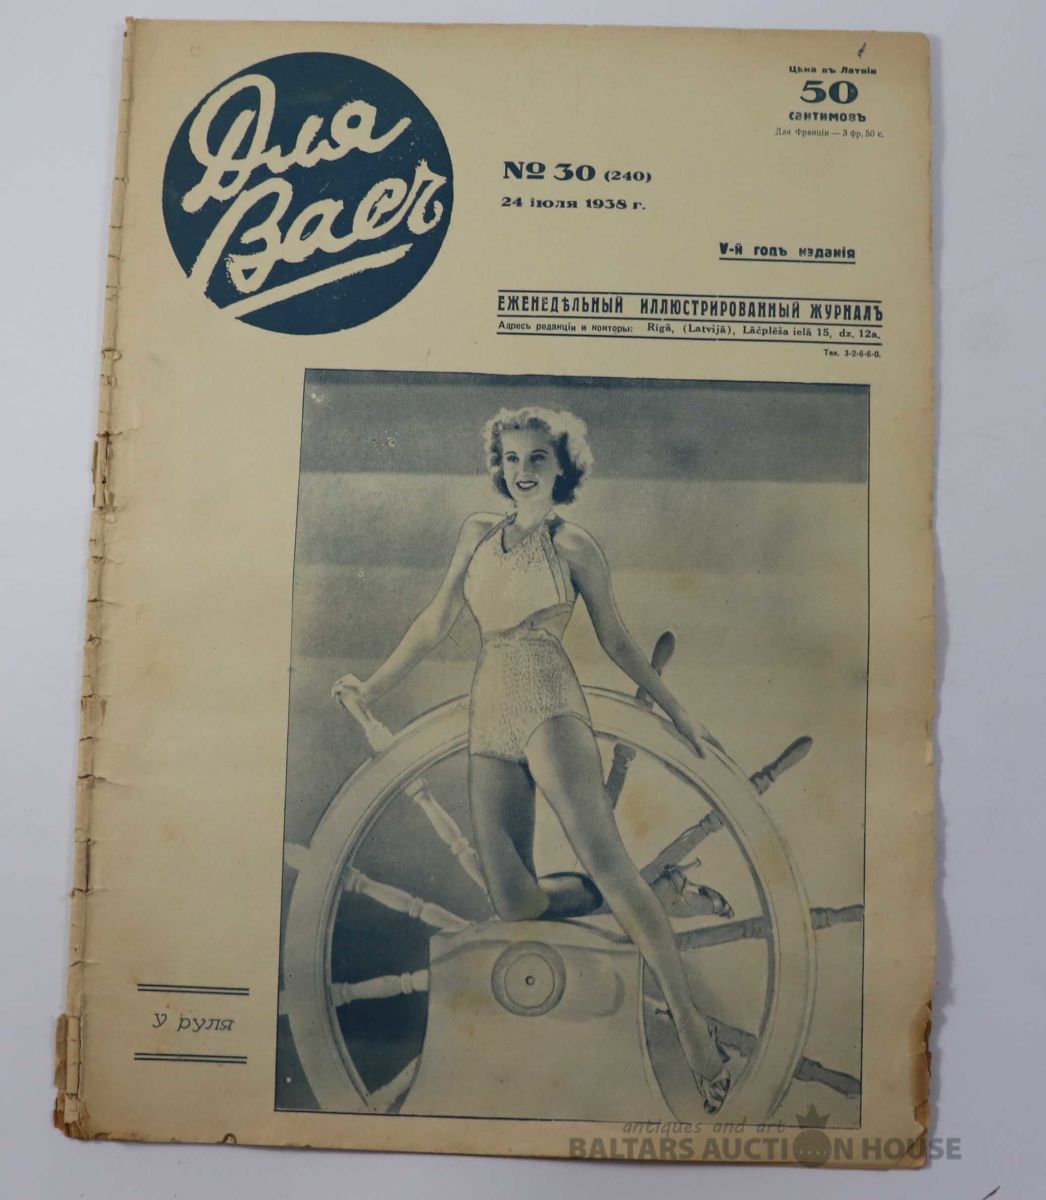 Для
Васъ
Цѣна въ Латвіи
50
сантимовъ
Для Франціи — 3 фр. 50 с.
№ 30 (240)
24 іюля 1938 г.
V-й годъ изданія
ЕЖЕНЕДѢЛЬНЫЙ ИЛЛЮСТРИРОВАННЫЙ ЖУРНАЛЪ
Адресъ редакціи и конторы: Rīgā, (Latvijā), Lāčplēša ielā 15, dz. 12a.
Тел. 3-2-6-6-0.
У руля
antiques and art
BALTARS AUCTION HOUSE